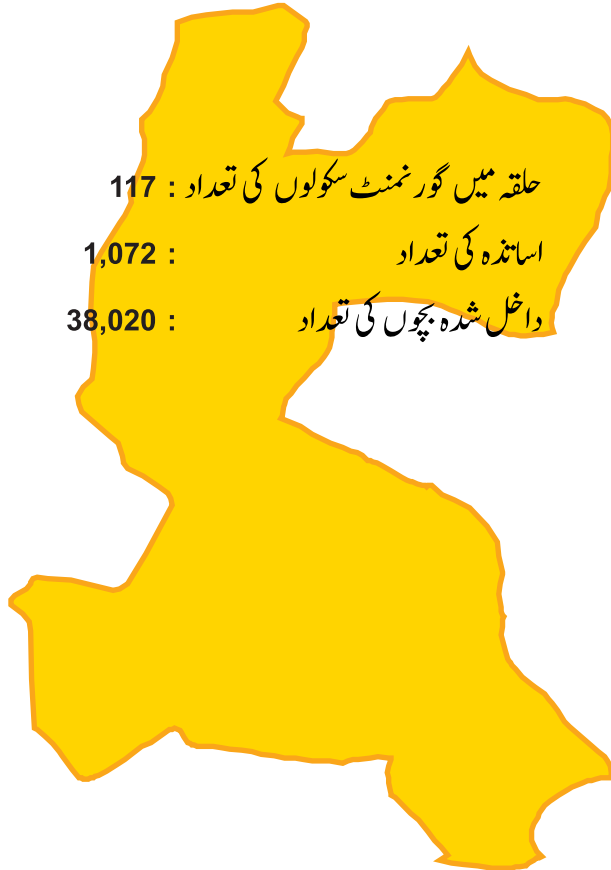 حلقہ میں گورنمنٹ سکولوں کی تعداد : 117
اساتذہ کی تعداد : 1,072
داخل شدہ بچوں کی تعداد : 38,020